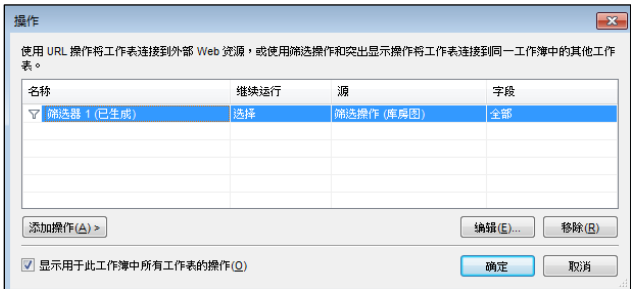 操作
使用 URL 操作将工作表连接到外部 Web 资源，或使用筛选操作和突出显示操作将工作表连接到同一工作簿中的其他工作
表。
名称 继续运行 源 字段
筛选器 1 (已生成) 选择 筛选操作 (库房图) 全部
添加操作(A) > 编辑(E)... 移除(R)
显示用于此工作簿中所有工作表的操作(O) 确定 取消